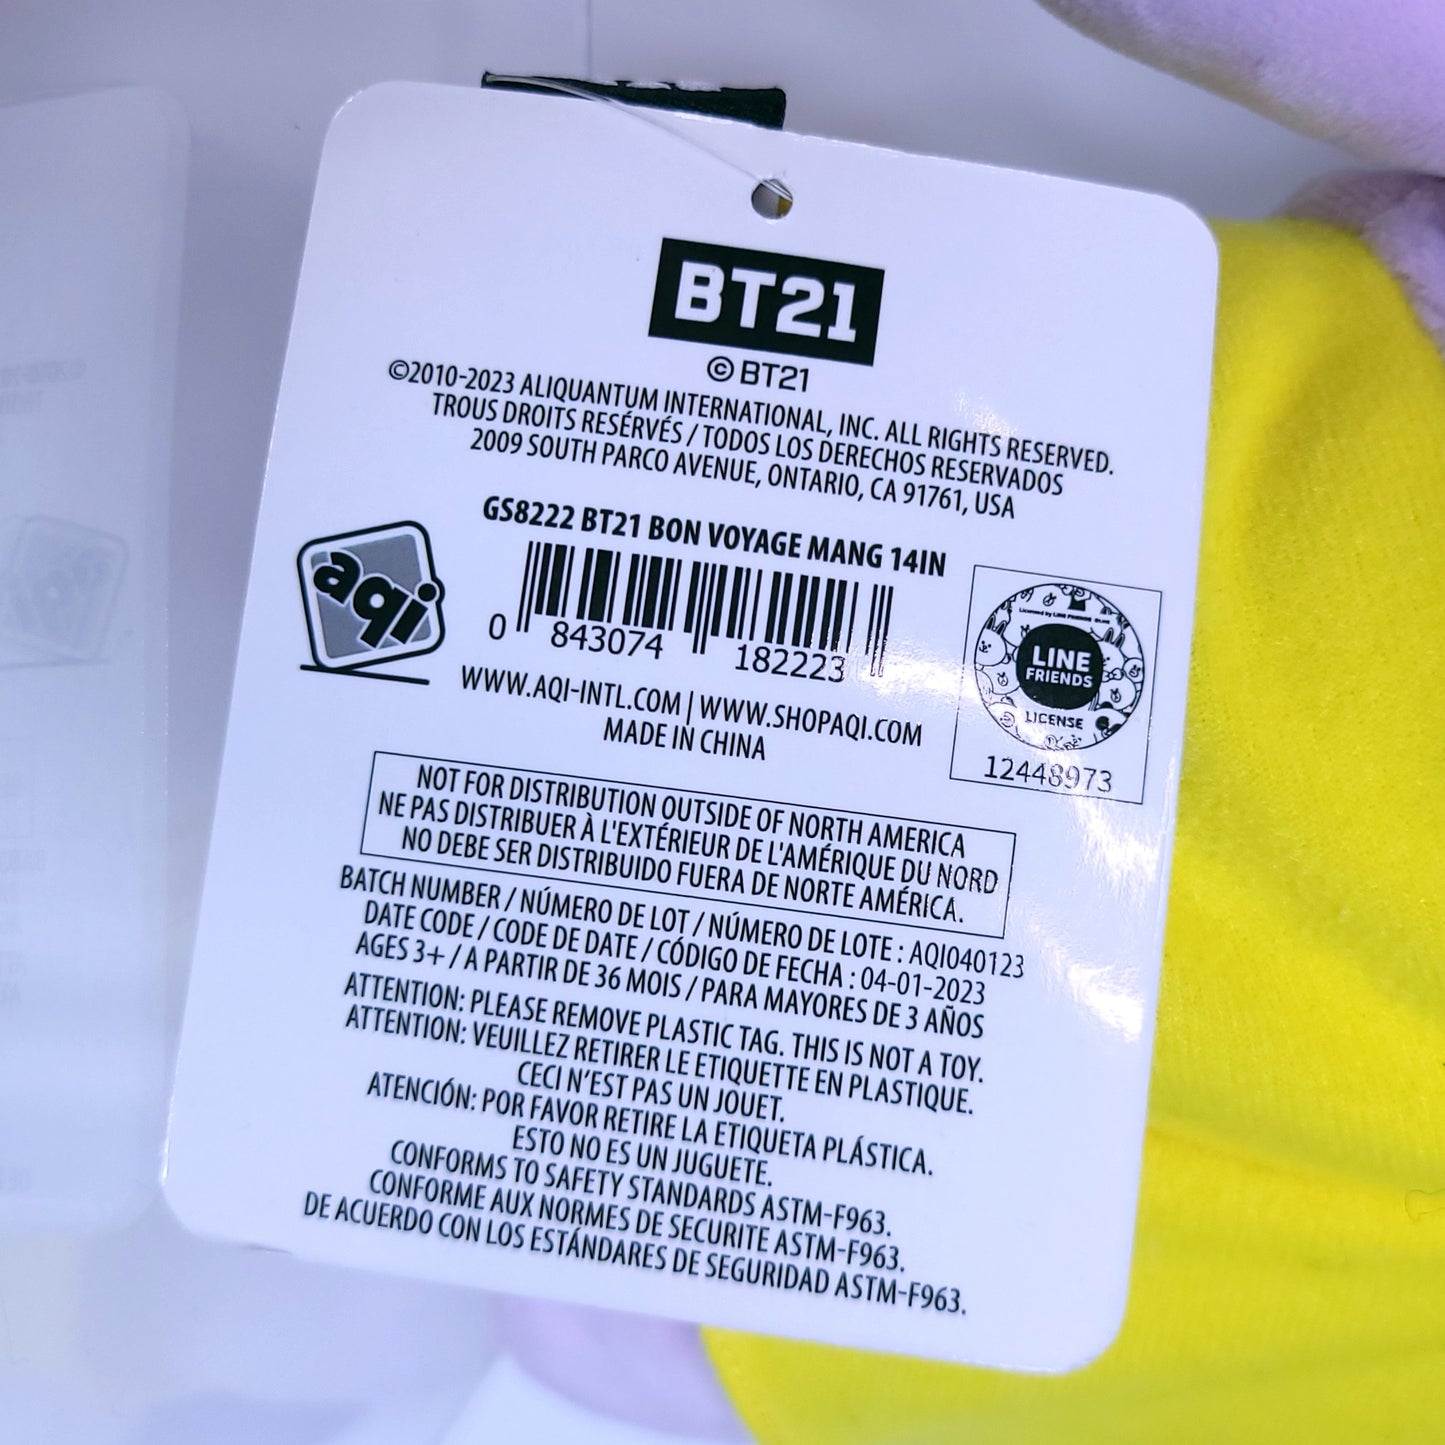 BT21
©BT21
©2010-2023 ALIQUANTUM INTERNATIONAL, INC. ALL RIGHTS RESERVED.
TROUS DROITS RESÉRVÉS / TODOS LOS DERECHOS RESERVADOS
2009 SOUTH PARCO AVENUE, ONTARIO, CA 91761, USA
GS8222 BT21 BON VOYAGE MANG 14IN
aqi
0 843074 182223
Licensed by LINE FRIENDS
LINE
FRIENDS
LICENSE
12448973
WWW.AQI-INTL.COM | WWW.SHOPAQI.COM
MADE IN CHINA
NOT FOR DISTRIBUTION OUTSIDE OF NORTH AMERICA
NE PAS DISTRIBUER À L'EXTÉRIEUR DE L'AMÉRIQUE DU NORD
NO DEBE SER DISTRIBUIDO FUERA DE NORTE AMÉRICA.
BATCH NUMBER / NÚMERO DE LOT / NÚMERO DE LOTE : AQI040123
DATE CODE / CODE DE DATE / CÓDIGO DE FECHA : 04-01-2023
AGES 3+ / A PARTIR DE 36 MOIS / PARA MAYORES DE 3 AÑOS
ATTENTION: PLEASE REMOVE PLASTIC TAG. THIS IS NOT A TOY.
ATTENTION: VEUILLEZ RETIRER LE ETIQUETTE EN PLASTIQUE.
CECI N'EST PAS UN JOUET.
ATENCIÓN: POR FAVOR RETIRE LA ETIQUETA PLÁSTICA.
ESTO NO ES UN JUGUETE.
CONFORMS TO SAFETY STANDARDS ASTM-F963.
CONFORME AUX NORMES DE SECURITE ASTM-F963.
DE ACUERDO CON LOS ESTÁNDARES DE SEGURIDAD ASTM-F963.